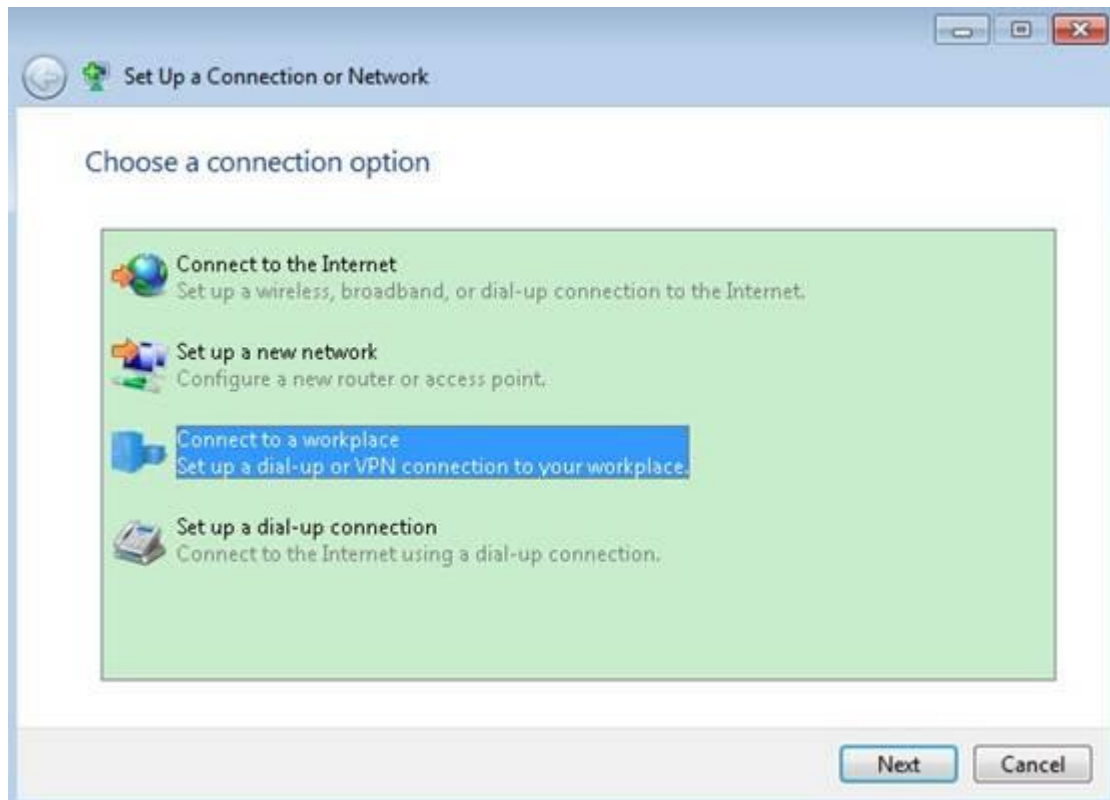 Set Up a Connection or Network
Choose a connection option
Connect to the Internet
Set up a wireless, broadband, or dial-up connection to the Internet.
Set up a new network
Configure a new router or access point.
Connect to a workplace
Set up a dial-up or VPN connection to your workplace.
Set up a dial-up connection
Connect to the Internet using a dial-up connection.
Next Cancel